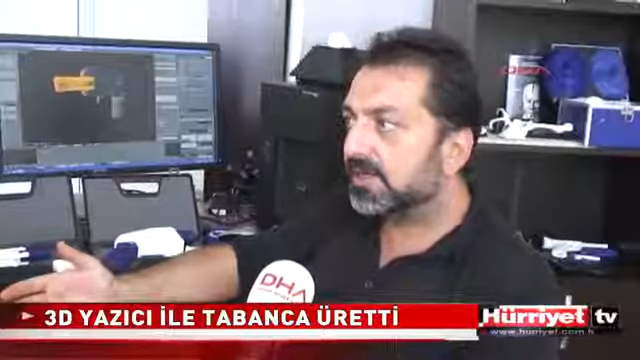 DHA
3D YAZICI İLE TABANCA ÜRETTİ
Hürriyet tv
www.hurriyet.com.tr